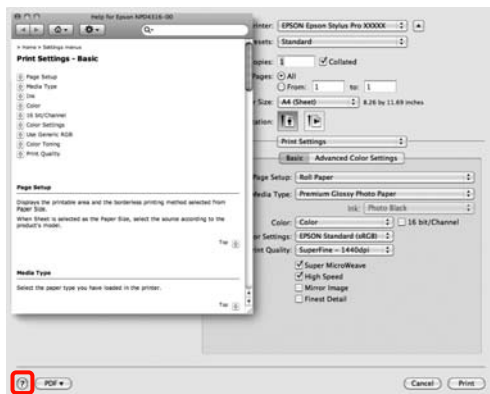 Help for Epson NPD4316-00
Q-
> Home > Settings menus
Print Settings - Basic
Page Setup
Media Type
Ink
Color
16 bit/Channel
Color Settings
Use Generic RGB
Color Toning
Print Quality
Page Setup
Displays the printable area and the borderless printing method selected from
Paper Size.
When Sheet is selected as the Paper Size, select the source according to the
product's model.
Top
Media Type
Select the paper type you have loaded in the printer.
Top
rinter: EPSON Epson Stylus Pro XXXXX
esets: Standard
opies: 1 Collated
Pages: All
From: 1 to: 1
r Size: A4 (Sheet) 8.26 by 11.69 inches
ation:
Print Settings
Basic Advanced Color Settings
Page Setup: Roll Paper
Media Type: Premium Glossy Photo Paper
Ink: Photo Black
Color: Color 16 bit/Channel
or Settings: EPSON Standard (sRGB)
int Quality: SuperFine - 1440dpi
Super MicroWeave
High Speed
Mirror Image
Finest Detail
? PDF Cancel Print